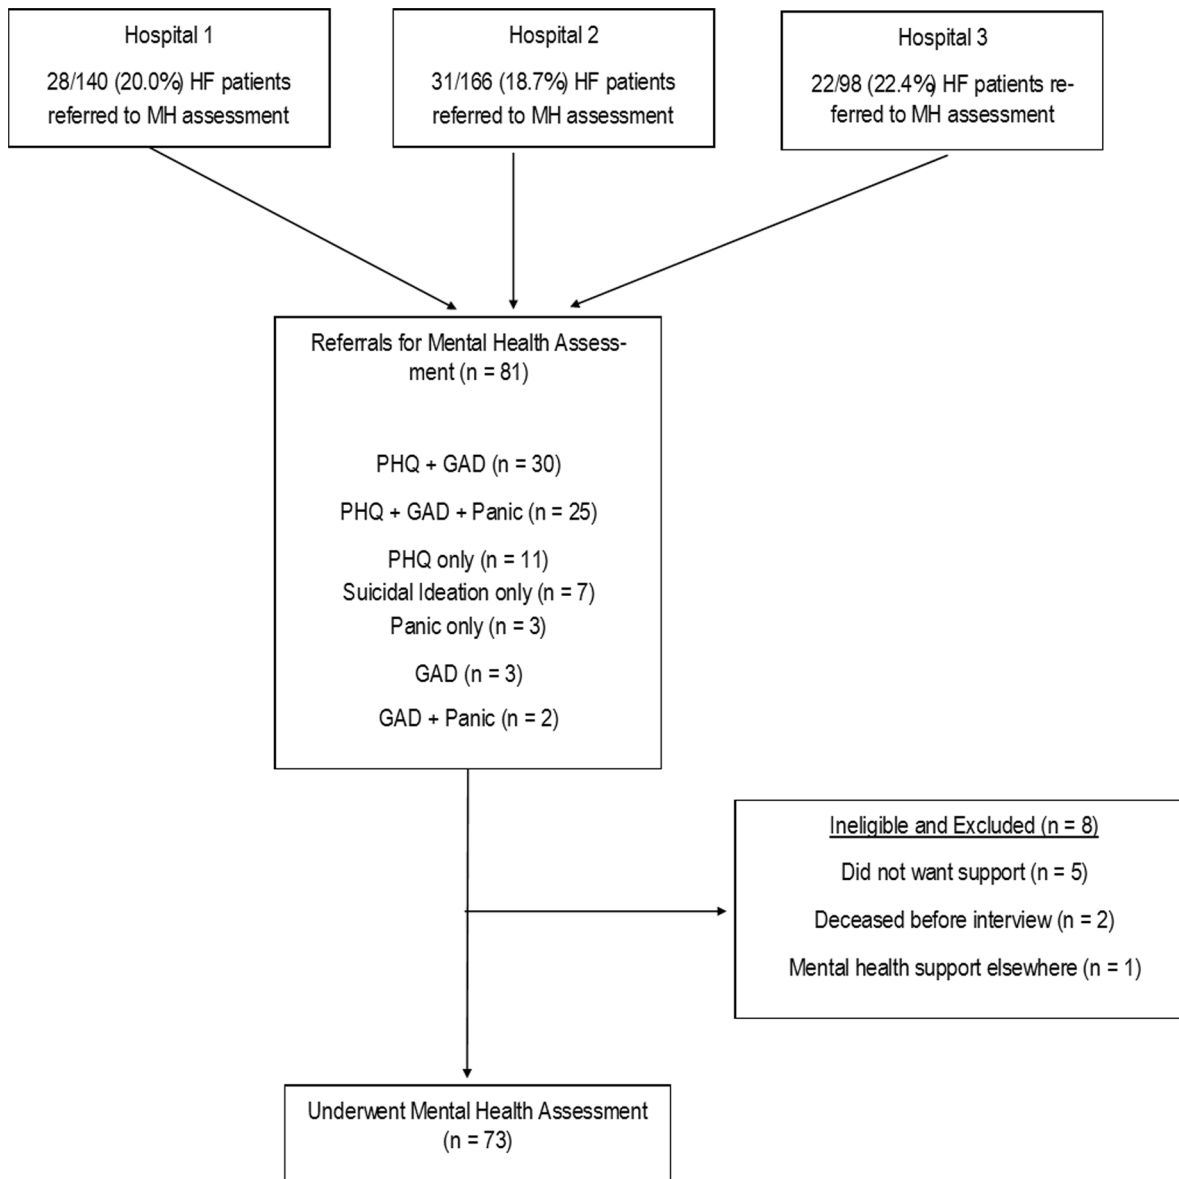 Hospital 1
28/140 (20.0%) HF patients
referred to MH assessment
Hospital 2
31/166 (18.7%) HF patients
referred to MH assessment
Hospital 3
22/98 (22.4%) HF patients re-
ferred to MH assessment
Referrals for Mental Health Assess-
ment (n = 81)
PHQ + GAD (n = 30)
PHQ + GAD + Panic (n = 25)
PHQ only (n = 11)
Suicidal Ideation only (n = 7)
Panic only (n = 3)
GAD (n = 3)
GAD + Panic (n = 2)
Ineligible and Excluded (n = 8)
Did not want support (n = 5)
Deceased before interview (n = 2)
Mental health support elsewhere (n = 1)
Underwent Mental Health Assessment
(n = 73)